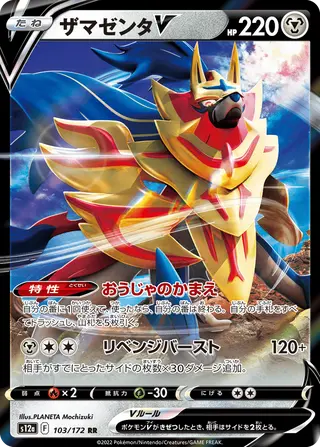 たね ザマゼンタV HP220
特性 とくせい おうじゃのかまえ
自分の番に1回使えて、使ったなら、自分の番は終わる。自分の手札をすべてトラッシュし、山札を5枚引く。
リベンジバースト 120+
相手がすでにとったサイドの枚数×30ダメージ追加。
弱点 ×2 抵抗力 -30 にげる
Illus.PLANETA Mochizuki
Vルール
ポケモンVがきぜつしたとき、相手はサイドを2枚とる。
s12a F 103/172 RR
©2022 Pokémon/Nintendo/Creatures/GAME FREAK.